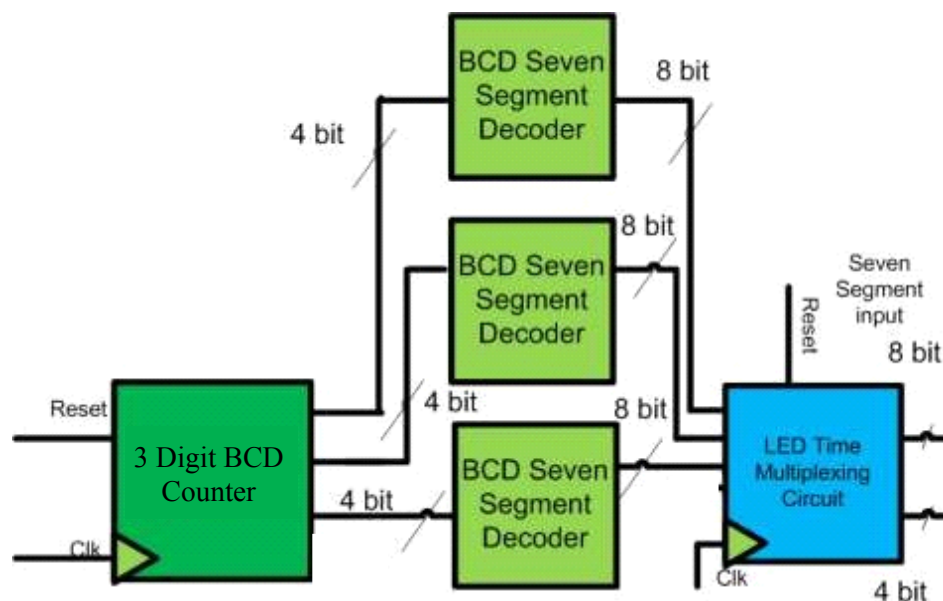 BCD Seven
Segment
Decoder
8 bit
4 bit
BCD Seven
Segment
Decoder
8 bit
Seven
Segment
input
8 bit
Reset
Reset
3 Digit BCD
Counter
4 bit
8 bit
BCD Seven
Segment
Decoder
4 bit
LED Time
Multiplexing
Circuit
Clk
Clk
4 bit